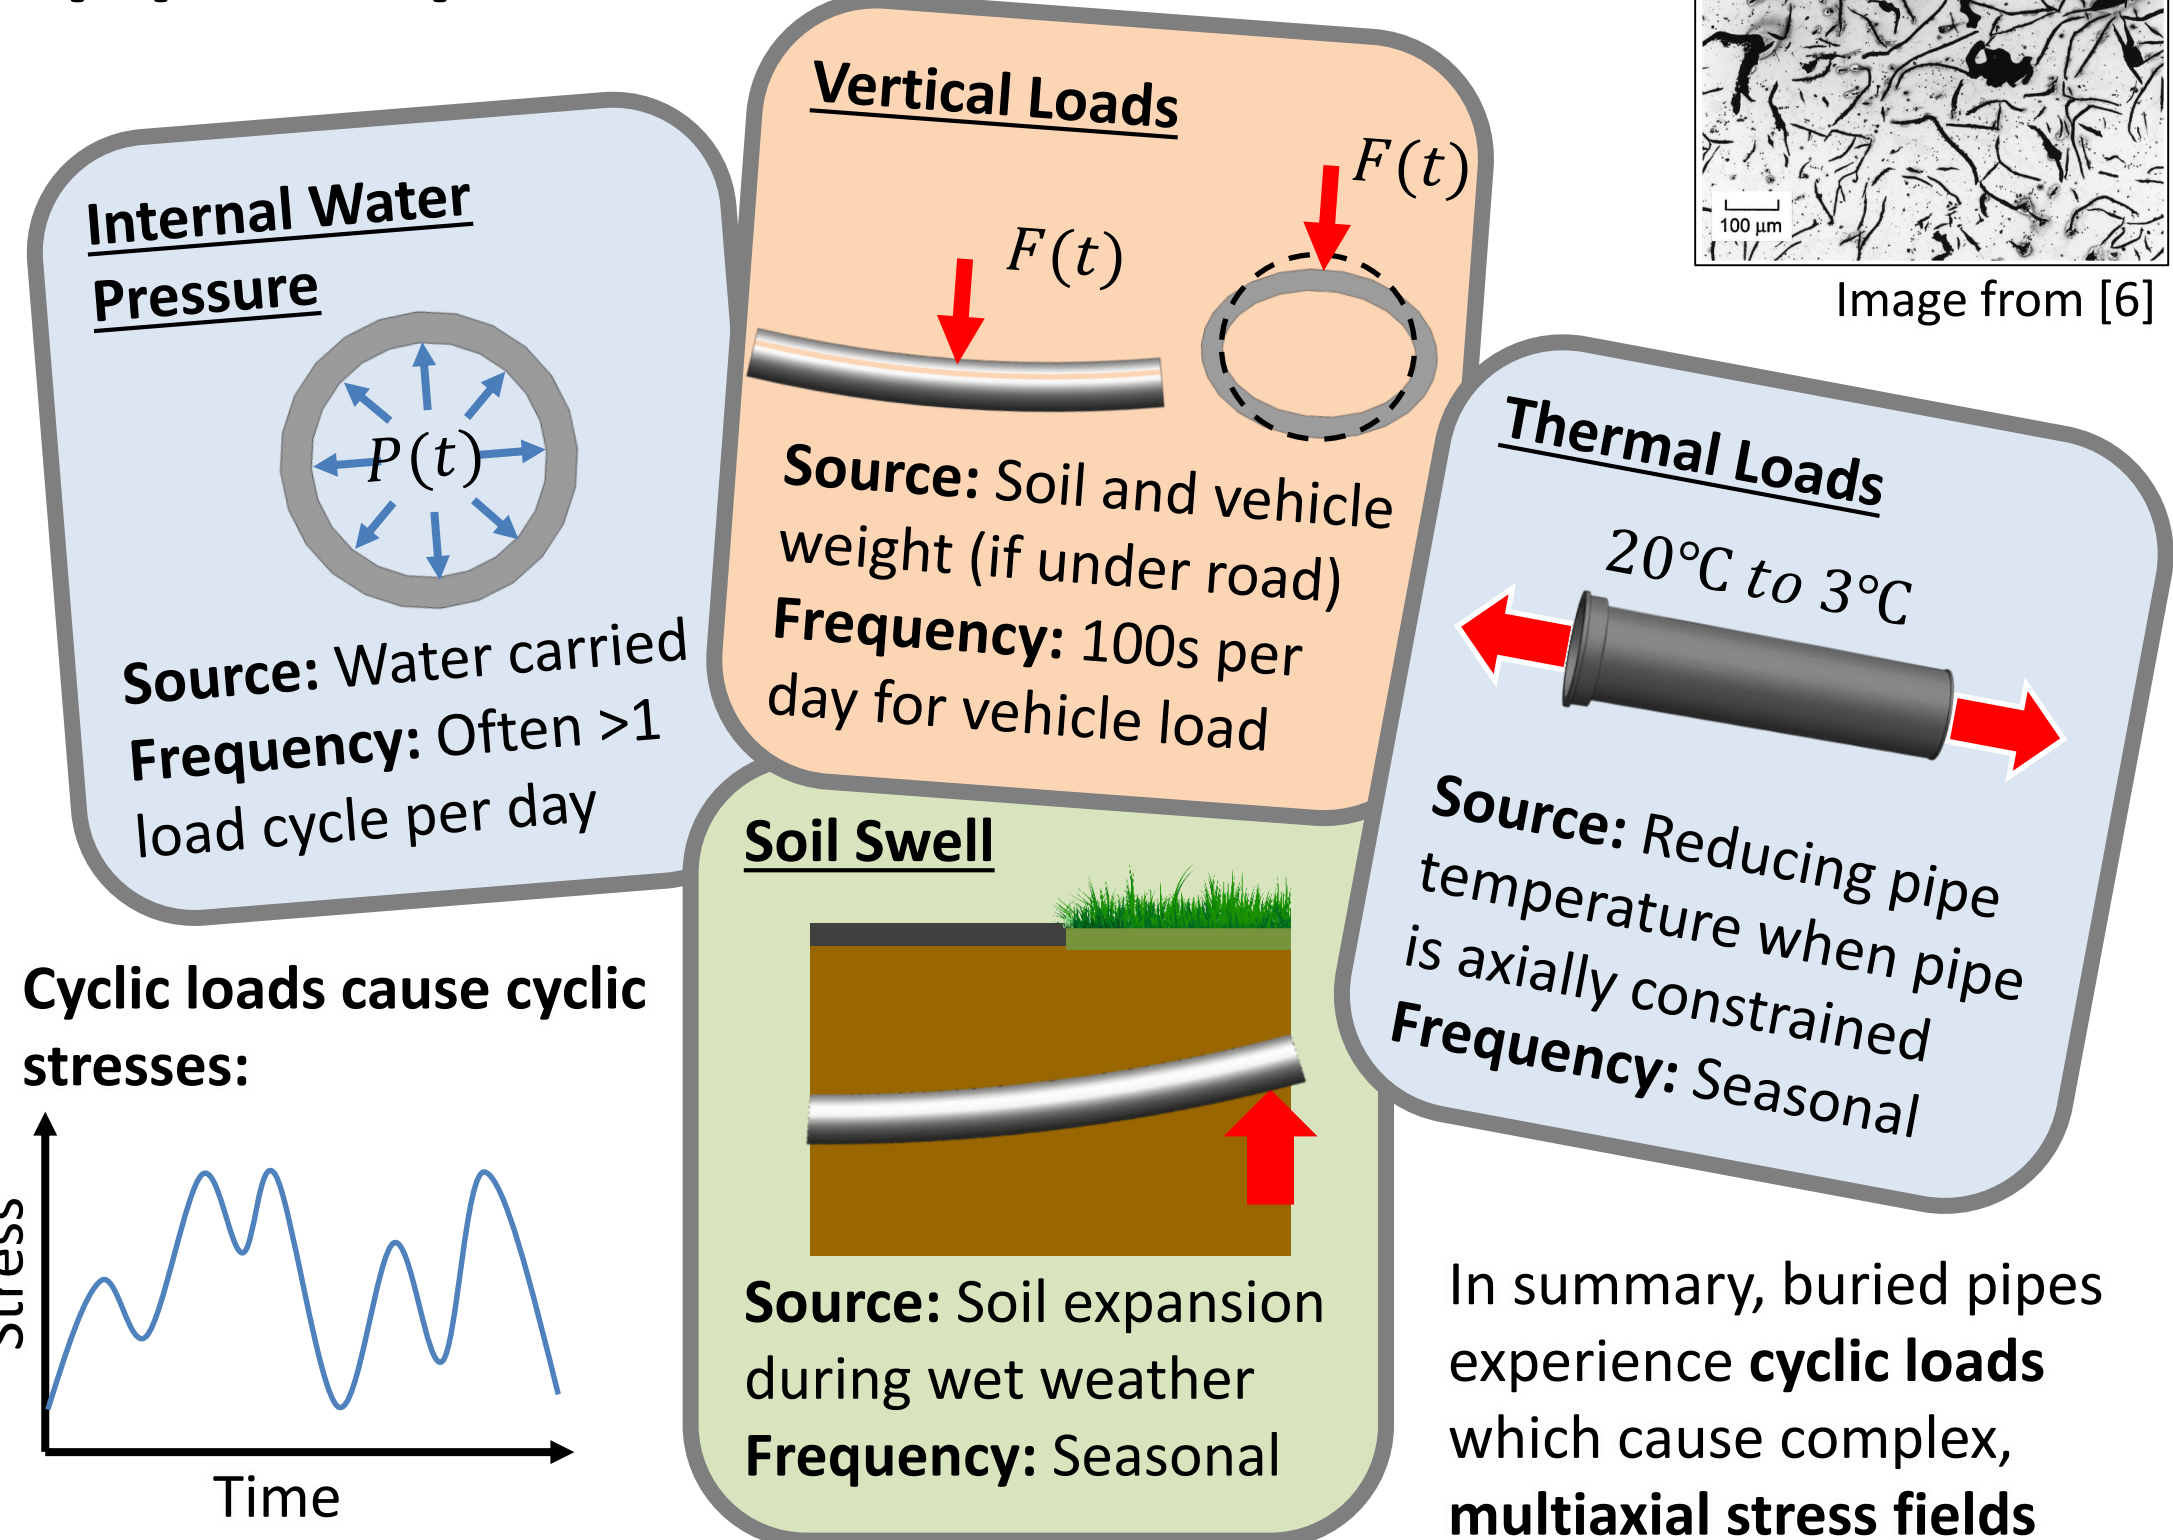 Internal Water
Pressure
P(t)
Source: Water carried
Frequency: Often >1
load cycle per day
Vertical Loads
F(t)
F(t)
Source: Soil and vehicle
weight (if under road)
Frequency: 100s per
day for vehicle load
100 µm
Image from [6]
Thermal Loads
20°C to 3°C
Source: Reducing pipe
temperature when pipe
is axially constrained
Frequency: Seasonal
Soil Swell
Source: Soil expansion
during wet weather
Frequency: Seasonal
Cyclic loads cause cyclic
stresses:
Stress
Time
In summary, buried pipes
experience cyclic loads
which cause complex,
multiaxial stress fields